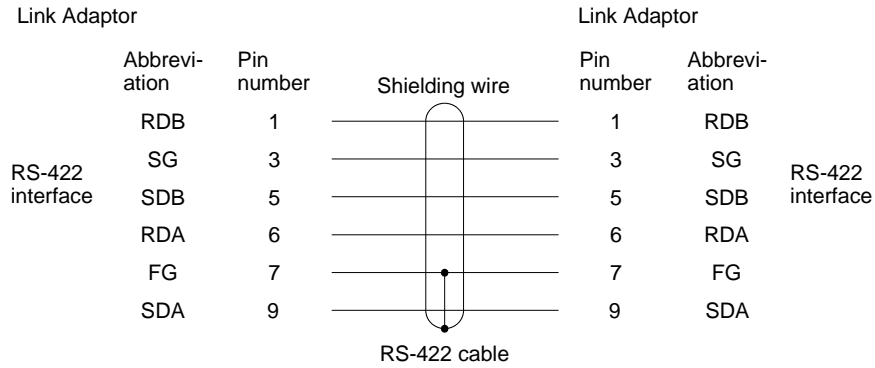 Link Adaptor Link Adaptor
Abbrevi- Pin Pin Abbrevi-
ation number Shielding wire number ation
RDB 1 1 RDB
SG 3 3 SG
RS-422 RS-422
interface SDB 5 5 SDB interface
RDA 6 6 RDA
FG 7 7 FG
SDA 9 9 SDA
RS-422 cable